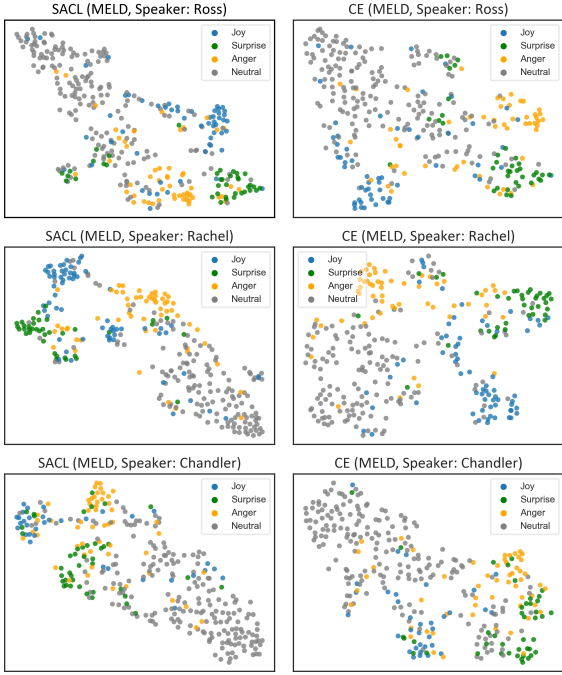 SACL (MELD, Speaker: Ross)
Joy
Surprise
Anger
Neutral
CE (MELD, Speaker: Ross)
Joy
Surprise
Anger
Neutral
SACL (MELD, Speaker: Rachel)
Joy
Surprise
Anger
Neutral
CE (MELD, Speaker: Rachel)
Joy
Surprise
Anger
Neutral
SACL (MELD, Speaker: Chandler)
Joy
Surprise
Anger
Neutral
CE (MELD, Speaker: Chandler)
Joy
Surprise
Anger
Neutral